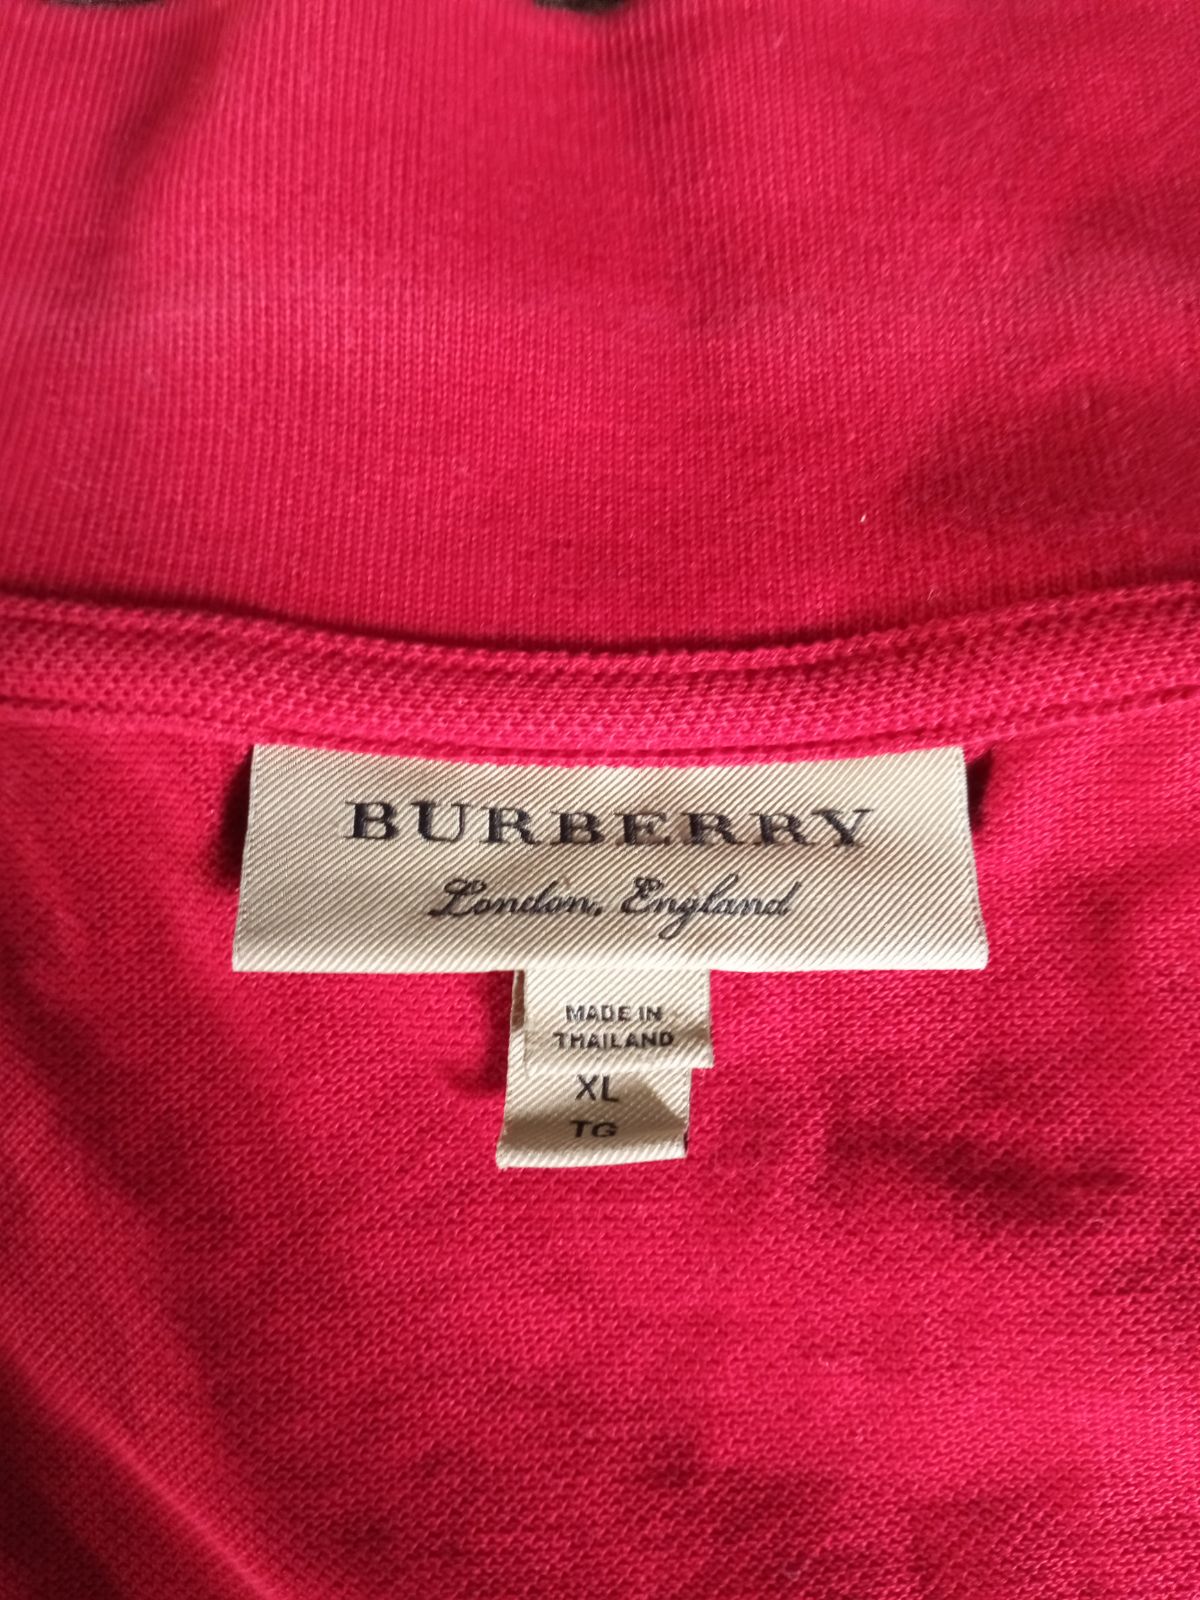 BURBERRY
London, England
MADE IN
THAILAND
XL
TG